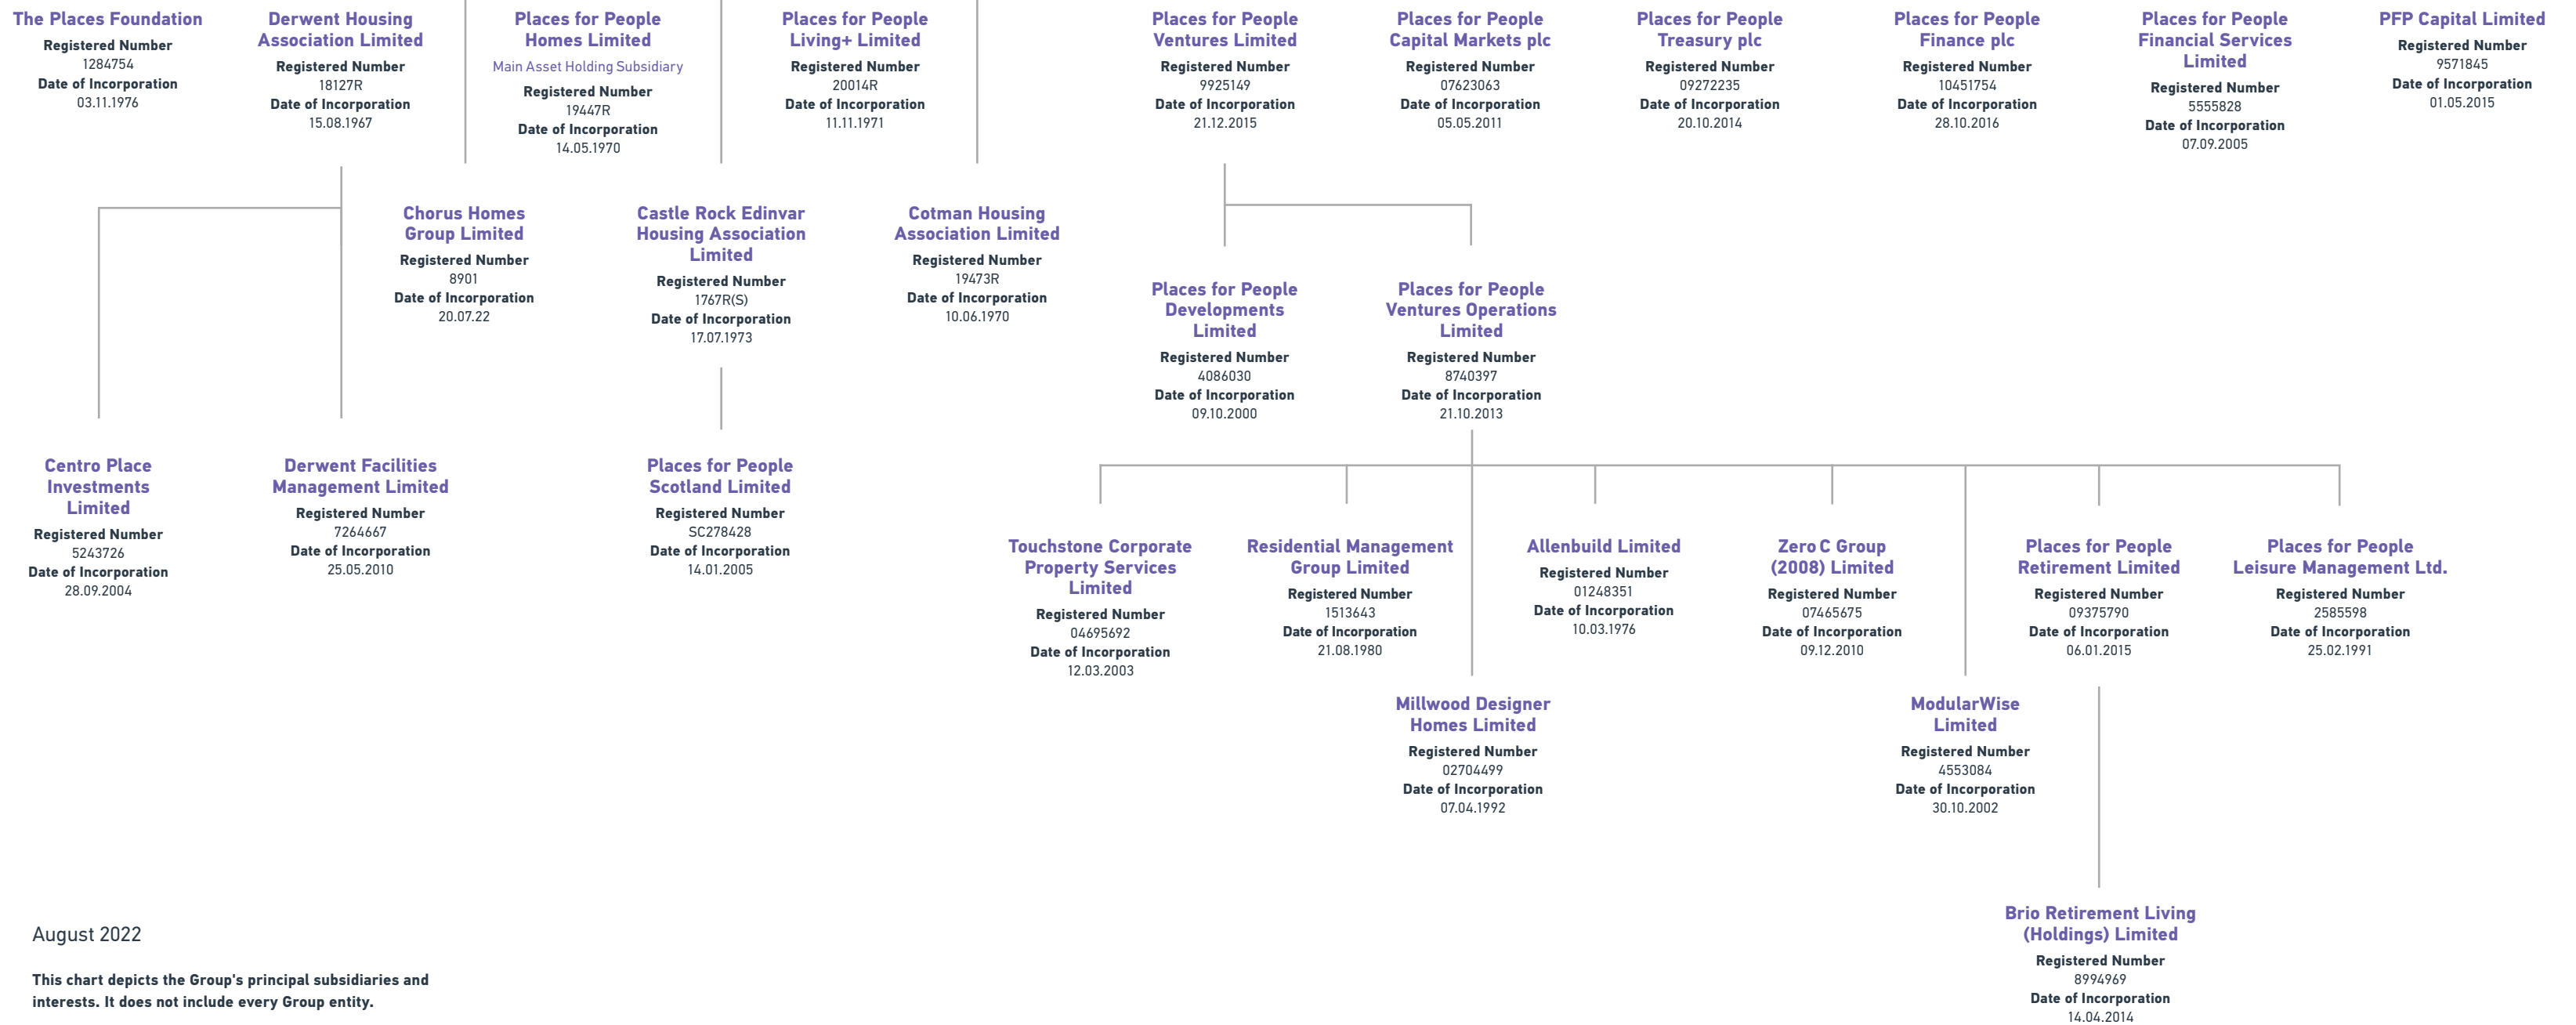 The Places Foundation
Registered Number
1284754
Date of Incorporation
03.11.1976
Derwent Housing
Association Limited
Registered Number
18127R
Date of Incorporation
15.08.1967
Places for People
Homes Limited
Main Asset Holding Subsidiary
Registered Number
19447R
Date of Incorporation
14.05.1970
Places for People
Living+ Limited
Registered Number
20014R
Date of Incorporation
11.11.1971
Places for People
Ventures Limited
Registered Number
9925149
Date of Incorporation
21.12.2015
Places for People
Capital Markets plc
Registered Number
07623063
Date of Incorporation
05.05.2011
Places for People
Treasury plc
Registered Number
09272235
Date of Incorporation
20.10.2014
Places for People
Finance plc
Registered Number
10451754
Date of Incorporation
28.10.2016
Places for People
Financial Services
Limited
Registered Number
5555828
Date of Incorporation
07.09.2005
PFP Capital Limited
Registered Number
9571845
Date of Incorporation
01.05.2015
Chorus Homes
Group Limited
Registered Number
8901
Date of Incorporation
20.07.22
Castle Rock Edinvar
Housing Association
Limited
Registered Number
1767R(S)
Date of Incorporation
17.07.1973
Cotman Housing
Association Limited
Registered Number
19473R
Date of Incorporation
10.06.1970
Places for People
Developments
Limited
Registered Number
4086030
Date of Incorporation
09.10.2000
Places for People
Ventures Operations
Limited
Registered Number
8740397
Date of Incorporation
21.10.2013
Centro Place
Investments
Limited
Registered Number
5243726
Date of Incorporation
28.09.2004
Derwent Facilities
Management Limited
Registered Number
7264667
Date of Incorporation
25.05.2010
Places for People
Scotland Limited
Registered Number
SC278428
Date of Incorporation
14.01.2005
Touchstone Corporate
Property Services
Limited
Registered Number
04695692
Date of Incorporation
12.03.2003
Residential Management
Group Limited
Registered Number
1513643
Date of Incorporation
21.08.1980
Allenbuild Limited
Registered Number
01248351
Date of Incorporation
10.03.1976
Zero C Group
(2008) Limited
Registered Number
07465675
Date of Incorporation
09.12.2010
Places for People
Retirement Limited
Registered Number
09375790
Date of Incorporation
06.01.2015
Places for People
Leisure Management Ltd.
Registered Number
2585598
Date of Incorporation
25.02.1991
Millwood Designer
Homes Limited
Registered Number
02704499
Date of Incorporation
07.04.1992
ModularWise
Limited
Registered Number
4553084
Date of Incorporation
30.10.2002
Brio Retirement Living
(Holdings) Limited
Registered Number
8994969
Date of Incorporation
14.04.2014
August 2022
This chart depicts the Group's principal subsidiaries and
interests. It does not include every Group entity.